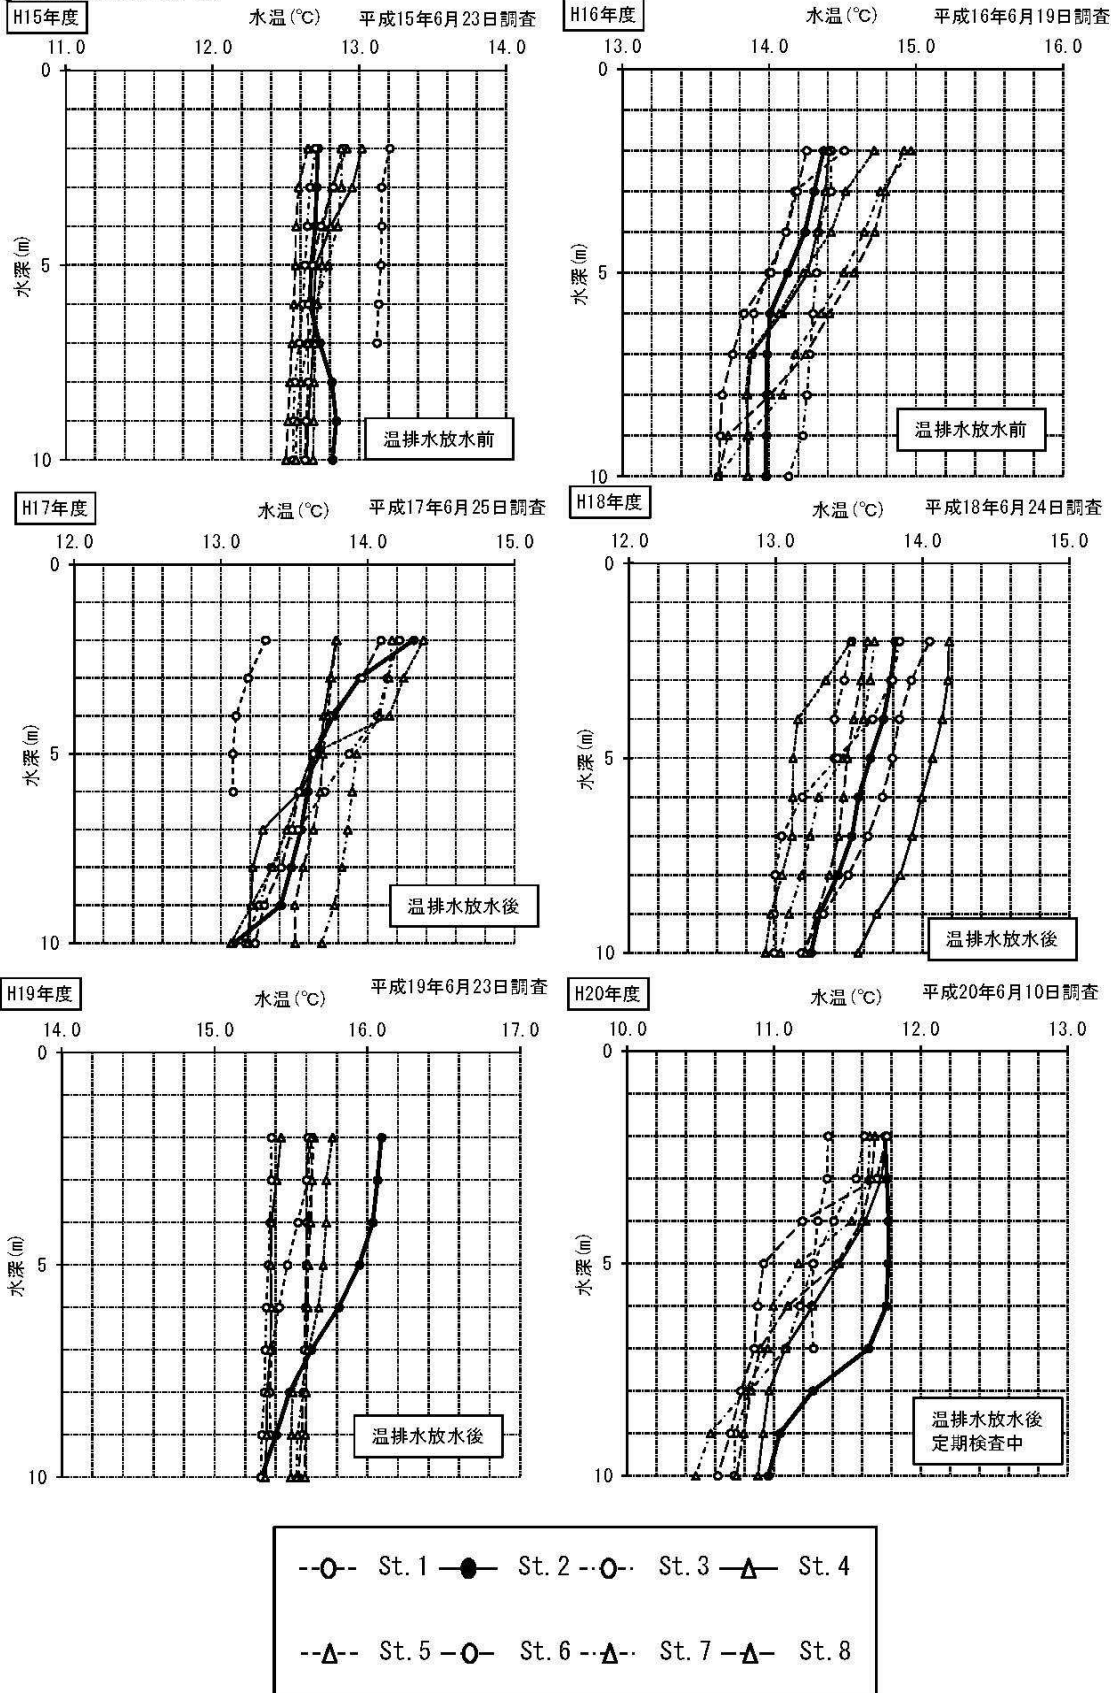 H15年度 水温(℃) 平成15年6月23日調査
11.0 12.0 13.0 14.0
0
5
10
水深(m)
温排水放水前
H16年度 水温(℃) 平成16年6月19日調査
13.0 14.0 15.0 16.0
0
5
10
水深(m)
温排水放水前
H17年度 水温(℃) 平成17年6月25日調査
12.0 13.0 14.0 15.0
0
5
10
水深(m)
温排水放水後
H18年度 水温(℃) 平成18年6月24日調査
12.0 13.0 14.0 15.0
0
5
10
水深(m)
温排水放水後
H19年度 水温(℃) 平成19年6月23日調査
14.0 15.0 16.0 17.0
0
5
10
水深(m)
温排水放水後
H20年度 水温(℃) 平成20年6月10日調査
10.0 11.0 12.0 13.0
0
5
10
水深(m)
温排水放水後
定期検査中
St.1 St.2 St.3 St.4
St.5 St.6 St.7 St.8